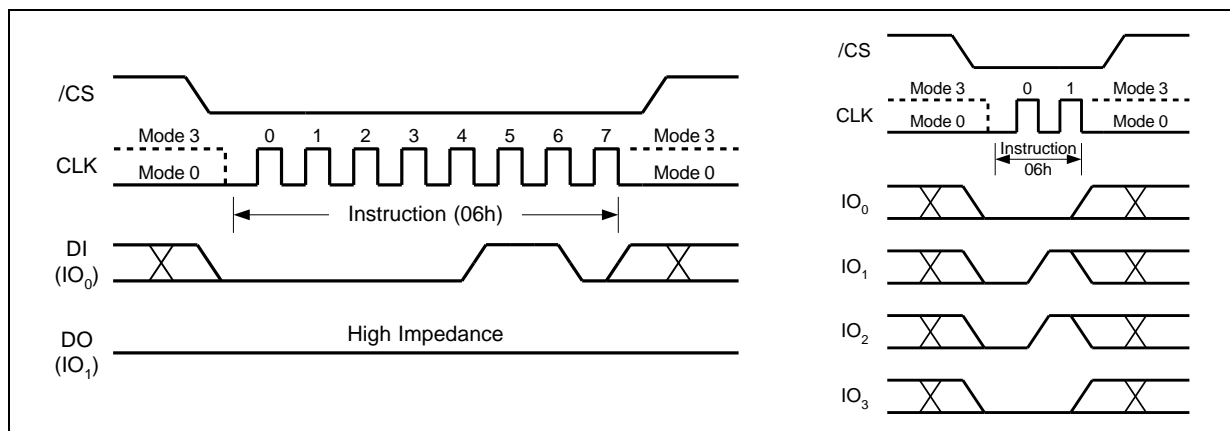 /CS
CLK
Mode 3 0 1 2 3 4 5 6 7 Mode 3
Mode 0 Mode 0
Instruction (06h)
DI
(IO0)
DO
(IO1)
High Impedance
/CS
CLK
Mode 3 0 1 Mode 3
Mode 0 Mode 0
Instruction
06h
IO0
IO1
IO2
IO3